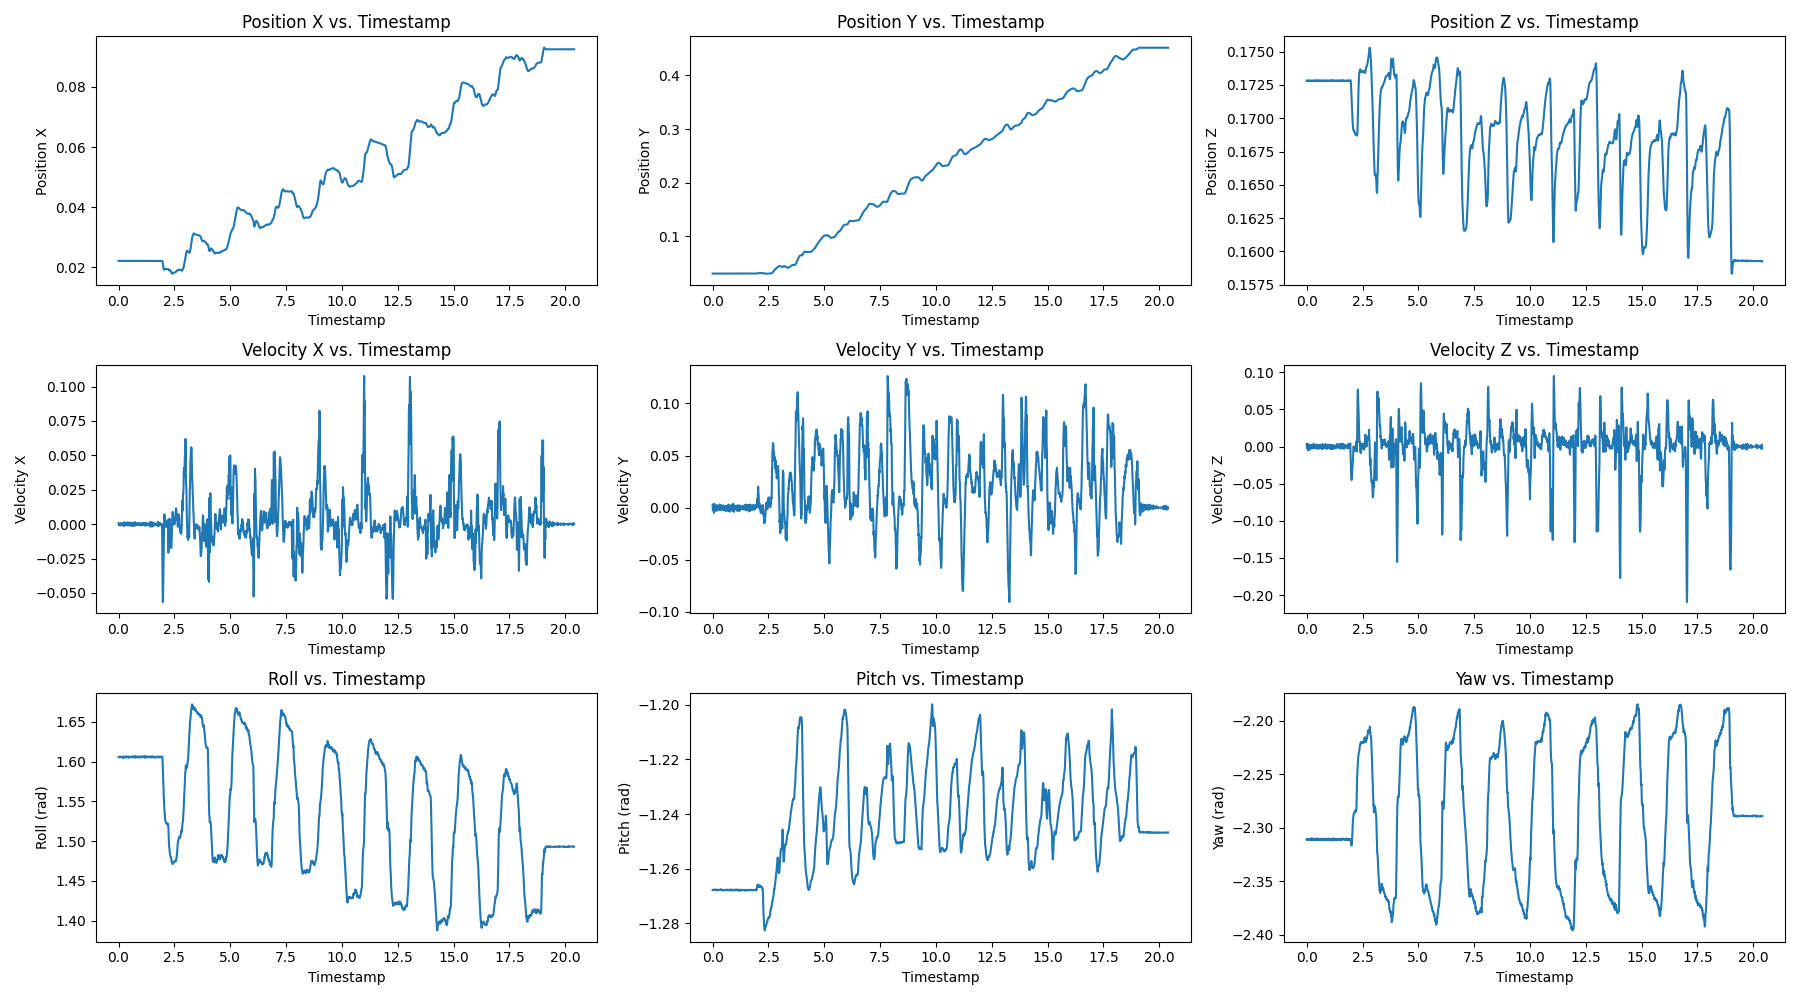 Position X vs. Timestamp
Position X
0.08
0.06
0.04
0.02
0.0 2.5 5.0 7.5 10.0 12.5 15.0 17.5 20.0
Timestamp
Position Y vs. Timestamp
Position Y
0.4
0.3
0.2
0.1
0.0 2.5 5.0 7.5 10.0 12.5 15.0 17.5 20.0
Timestamp
Position Z vs. Timestamp
Position Z
0.1750
0.1725
0.1700
0.1675
0.1650
0.1625
0.1600
0.1575
0.0 2.5 5.0 7.5 10.0 12.5 15.0 17.5 20.0
Timestamp
Velocity X vs. Timestamp
Velocity X
0.100
0.075
0.050
0.025
0.000
−0.025
−0.050
0.0 2.5 5.0 7.5 10.0 12.5 15.0 17.5 20.0
Timestamp
Velocity Y vs. Timestamp
Velocity Y
0.10
0.05
0.00
−0.05
−0.10
0.0 2.5 5.0 7.5 10.0 12.5 15.0 17.5 20.0
Timestamp
Velocity Z vs. Timestamp
Velocity Z
0.10
0.05
0.00
−0.05
−0.10
−0.15
−0.20
0.0 2.5 5.0 7.5 10.0 12.5 15.0 17.5 20.0
Timestamp
Roll vs. Timestamp
Roll (rad)
1.65
1.60
1.55
1.50
1.45
1.40
0.0 2.5 5.0 7.5 10.0 12.5 15.0 17.5 20.0
Timestamp
Pitch vs. Timestamp
Pitch (rad)
−1.20
−1.22
−1.24
−1.26
−1.28
0.0 2.5 5.0 7.5 10.0 12.5 15.0 17.5 20.0
Timestamp
Yaw vs. Timestamp
Yaw (rad)
−2.20
−2.25
−2.30
−2.35
−2.40
0.0 2.5 5.0 7.5 10.0 12.5 15.0 17.5 20.0
Timestamp